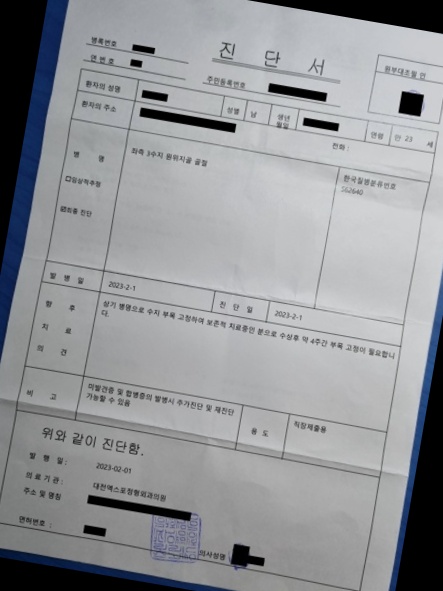 병록번호
연 번 호
진 단 서
주민등록번호
원부대조필 인
환자의 성명
성별 남
생년월일
연령 만 23 세
환자의 주소
전화 :
병 명
좌측 3수지 원위지골 골절
한국질병분류번호
S62640
☐임상적추정
☑최종 진단
발 병 일 2023-2-1 진 단 일 2023-2-1
향 후 치 료 의 견
상기 병명으로 수지 부목 고정하여 보존적 치료중인 분으로 수상후 약 4주간 부목 고정이 필요합니
다.
비 고
미발견증 및 합병증의 발생시 추가진단 및 재진단
가능할 수 있음
용 도 직장제출용
위와 같이 진단함.
발 행 일 : 2023-02-01
의 료 기 관 : 대전엑스포정형외과의원
주소 및 명칭
면허번호 :
의사성명